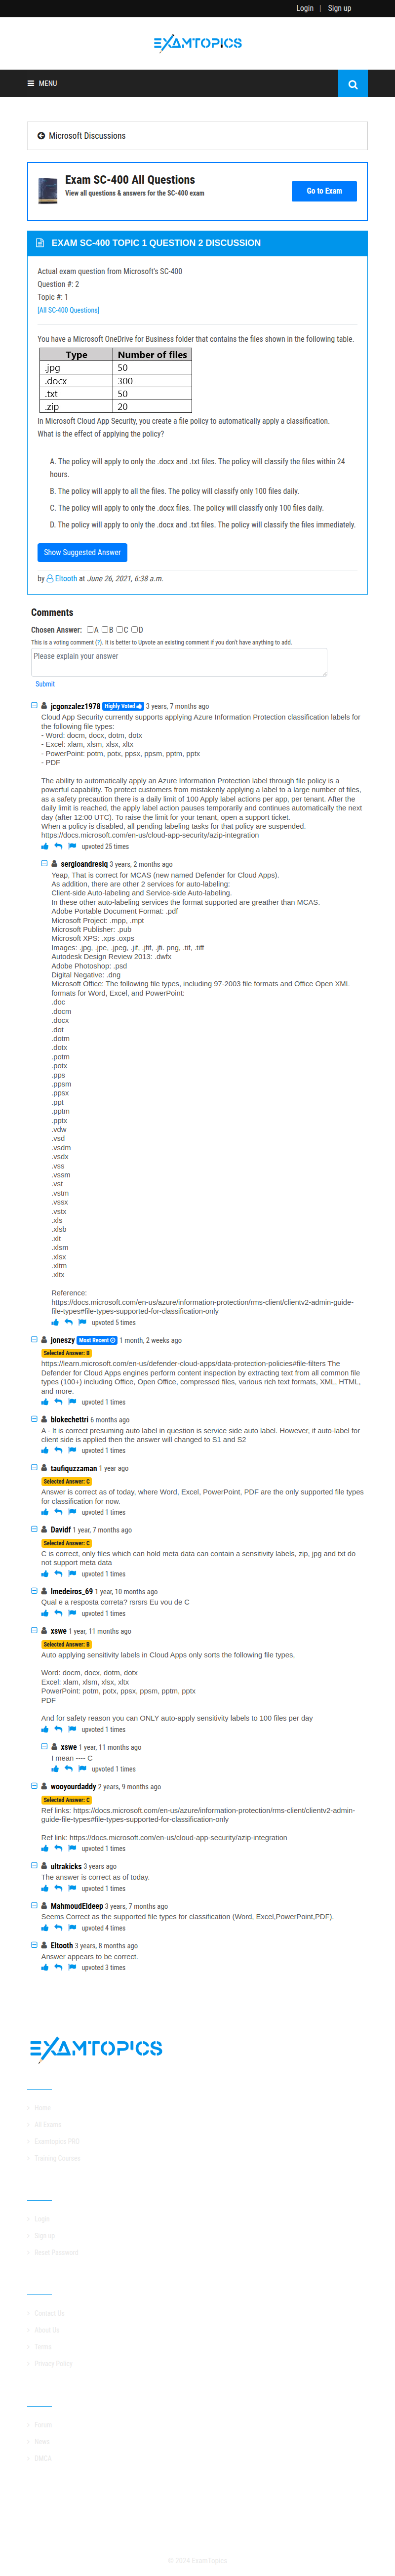 Login | Sign up
EXAMTOPICS
MENU
Microsoft Discussions
Exam SC-400 All Questions
View all questions & answers for the SC-400 exam
Go to Exam
EXAM SC-400 TOPIC 1 QUESTION 2 DISCUSSION
Actual exam question from Microsoft's SC-400
Question #: 2
Topic #: 1
[All SC-400 Questions]
You have a Microsoft OneDrive for Business folder that contains the files shown in the following table.
Type Number of files
.jpg 50
.docx 300
.txt 50
.zip 20
In Microsoft Cloud App Security, you create a file policy to automatically apply a classification.
What is the effect of applying the policy?
A. The policy will apply to only the .docx and .txt files. The policy will classify the files within 24
hours.
B. The policy will apply to all the files. The policy will classify only 100 files daily.
C. The policy will apply to only the .docx files. The policy will classify only 100 files daily.
D. The policy will apply to only the .docx and .txt files. The policy will classify the files immediately.
Show Suggested Answer
by Eltooth at June 26, 2021, 6:38 a.m.
Comments
Chosen Answer: A B C D
This is a voting comment (?). It is better to Upvote an existing comment if you don't have anything to add.
Please explain your answer
Submit
jcgonzalez1978 Highly Voted 3 years, 7 months ago
Cloud App Security currently supports applying Azure Information Protection classification labels for
the following file types:
- Word: docm, docx, dotm, dotx
- Excel: xlam, xlsm, xlsx, xltx
- PowerPoint: potm, potx, ppsx, ppsm, pptm, pptx
- PDF
The ability to automatically apply an Azure Information Protection label through file policy is a
powerful capability. To protect customers from mistakenly applying a label to a large number of files,
as a safety precaution there is a daily limit of 100 Apply label actions per app, per tenant. After the
daily limit is reached, the apply label action pauses temporarily and continues automatically the next
day (after 12:00 UTC). To raise the limit for your tenant, open a support ticket.
When a policy is disabled, all pending labeling tasks for that policy are suspended.
https://docs.microsoft.com/en-us/cloud-app-security/azip-integration
upvoted 25 times
sergioandreslq 3 years, 2 months ago
Yeap, That is correct for MCAS (new named Defender for Cloud Apps).
As addition, there are other 2 services for auto-labeling:
Client-side Auto-labeling and Service-side Auto-labeling.
In these other auto-labeling services the format supported are greather than MCAS.
Adobe Portable Document Format: .pdf
Microsoft Project: .mpp, .mpt
Microsoft Publisher: .pub
Microsoft XPS: .xps .oxps
Images: .jpg, .jpe, .jpeg, .jif, .jfif, .jfi. png, .tif, .tiff
Autodesk Design Review 2013: .dwfx
Adobe Photoshop: .psd
Digital Negative: .dng
Microsoft Office: The following file types, including 97-2003 file formats and Office Open XML
formats for Word, Excel, and PowerPoint:
.doc
.docm
.docx
.dot
.dotm
.dotx
.potm
.potx
.pps
.ppsm
.ppsx
.ppt
.pptm
.pptx
.vdw
.vsd
.vsdm
.vsdx
.vss
.vssm
.vst
.vstm
.vssx
.vstx
.xls
.xlsb
.xlt
.xlsm
.xlsx
.xltm
.xltx
Reference:
https://docs.microsoft.com/en-us/azure/information-protection/rms-client/clientv2-admin-guide-
file-types#file-types-supported-for-classification-only
upvoted 5 times
joneszy Most Recent 1 month, 2 weeks ago
Selected Answer: B
https://learn.microsoft.com/en-us/defender-cloud-apps/data-protection-policies#file-filters The
Defender for Cloud Apps engines perform content inspection by extracting text from all common file
types (100+) including Office, Open Office, compressed files, various rich text formats, XML, HTML,
and more.
upvoted 1 times
blokechettri 6 months ago
A - It is correct presuming auto label in question is service side auto label. However, if auto-label for
client side is applied then the answer will changed to S1 and S2
upvoted 1 times
taufiquzzaman 1 year ago
Selected Answer: C
Answer is correct as of today, where Word, Excel, PowerPoint, PDF are the only supported file types
for classification for now.
upvoted 1 times
Davidf 1 year, 7 months ago
Selected Answer: C
C is correct, only files which can hold meta data can contain a sensitivity labels, zip, jpg and txt do
not support meta data
upvoted 1 times
lmedeiros_69 1 year, 10 months ago
Qual e a resposta correta? rsrsrs Eu vou de C
upvoted 1 times
xswe 1 year, 11 months ago
Selected Answer: B
Auto applying sensitivity labels in Cloud Apps only sorts the following file types,
Word: docm, docx, dotm, dotx
Excel: xlam, xlsm, xlsx, xltx
PowerPoint: potm, potx, ppsx, ppsm, pptm, pptx
PDF
And for safety reason you can ONLY auto-apply sensitivity labels to 100 files per day
upvoted 1 times
xswe 1 year, 11 months ago
I mean ---- C
upvoted 1 times
wooyourdaddy 2 years, 9 months ago
Selected Answer: C
Ref links: https://docs.microsoft.com/en-us/azure/information-protection/rms-client/clientv2-admin-
guide-file-types#file-types-supported-for-classification-only
Ref link: https://docs.microsoft.com/en-us/cloud-app-security/azip-integration
upvoted 1 times
ultrakicks 3 years ago
The answer is correct as of today.
upvoted 1 times
MahmoudEldeep 3 years, 7 months ago
Seems Correct as the supported file types for classification (Word, Excel,PowerPoint,PDF).
upvoted 4 times
Eltooth 3 years, 8 months ago
Answer appears to be correct.
upvoted 3 times
EXAMTOPICS
Home
All Exams
Examtopics PRO
Training Courses
Login
Sign up
Reset Password
Contact Us
About Us
Terms
Privacy Policy
Forum
News
DMCA
© 2024 ExamTopics